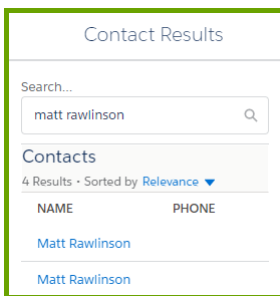 Contact Results
Search...
matt rawlinson
Contacts
4 Results • Sorted by Relevance ▼
NAME PHONE
Matt Rawlinson
Matt Rawlinson